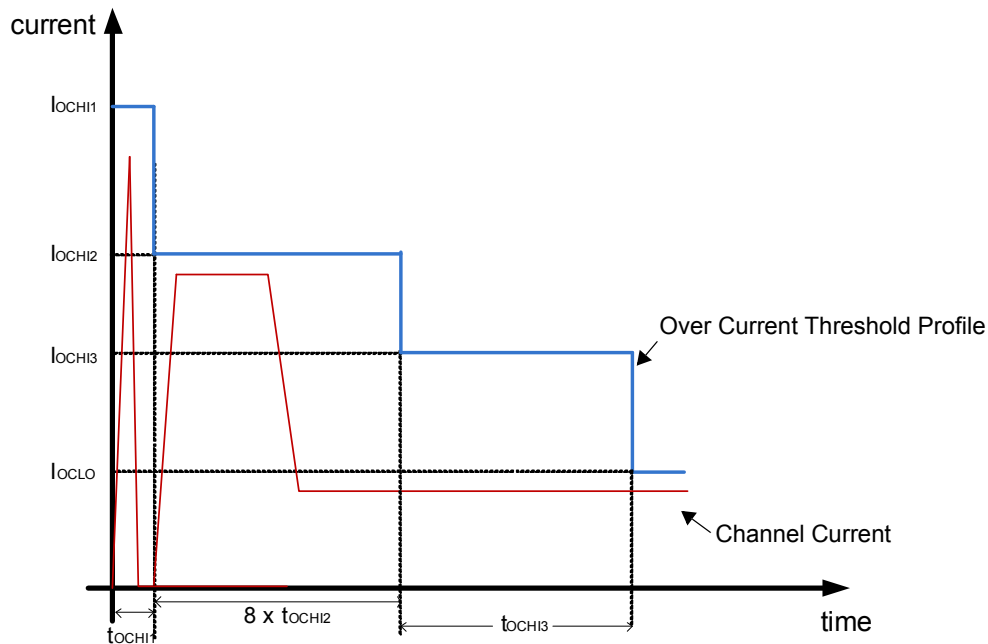 current
IOCHI1
IOCHI2
IOCHI3
IOCLO
Over Current Threshold Profile
Channel Current
time
tOCHI1
8 x tOCHI2
tOCHI3